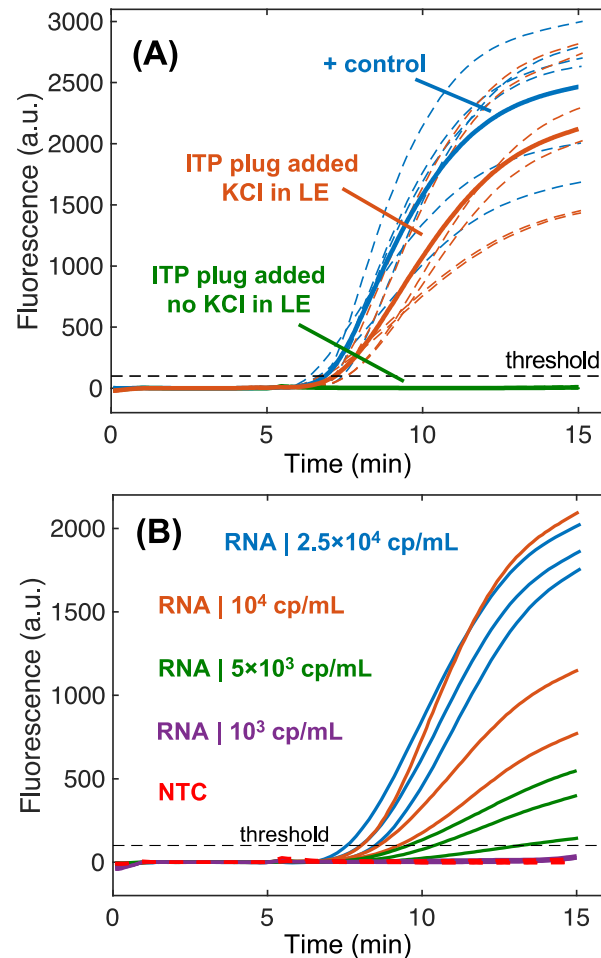 (A)
3000
2500
2000
1500
1000
500
0
Fluorescence (a.u.)
+ control
ITP plug added
KCl in LE
ITP plug added
no KCl in LE
threshold
0
5
10
15
Time (min)
(B)
2000
1500
1000
500
0
Fluorescence (a.u.)
RNA | 2.5×10⁴ cp/mL
RNA | 10⁴ cp/mL
RNA | 5×10³ cp/mL
RNA | 10³ cp/mL
NTC
threshold
0
5
10
15
Time (min)